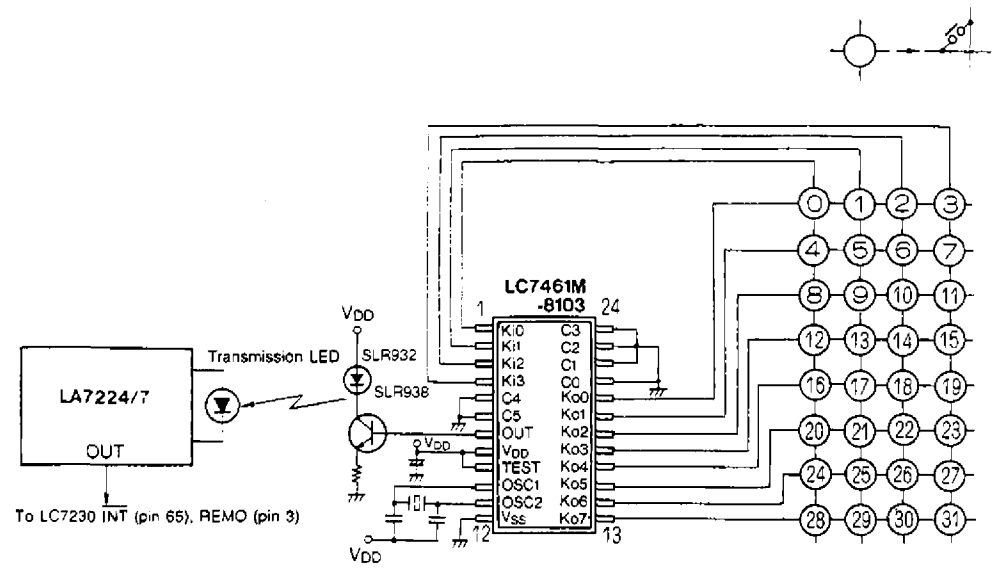 0 1 2 3
4 5 6 7
LC7461M
-8103
8 9 10 11
1 24
VDD
12 13 14 15
Transmission LED
SLR932
SLR938
16 17 18 19
LA7224/7
OUT
20 21 22 23
24 25 26 27
28 29 30 31
Ki0 C3
Ki1 C2
Ki2 C1
Ki3 C0
C4 Ko0
C5 Ko1
OUT Ko2
VDD Ko3
TEST Ko4
OSC1 Ko5
OSC2 Ko6
Vss Ko7
VDD
12 13
To LC7230 INT (pin 65), REMO (pin 3)
VDD